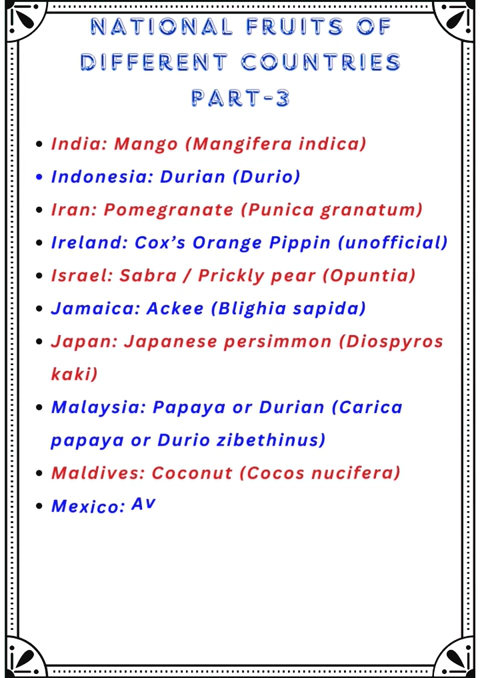 NATIONAL FRUITS OF
DIFFERENT COUNTRIES
PART-3
• India: Mango (Mangifera indica)
• Indonesia: Durian (Durio)
• Iran: Pomegranate (Punica granatum)
• Ireland: Cox's Orange Pippin (unofficial)
• Israel: Sabra / Prickly pear (Opuntia)
• Jamaica: Ackee (Blighia sapida)
• Japan: Japanese persimmon (Diospyros
kaki)
• Malaysia: Papaya or Durian (Carica
papaya or Durio zibethinus)
• Maldives: Coconut (Cocos nucifera)
• Mexico: Av